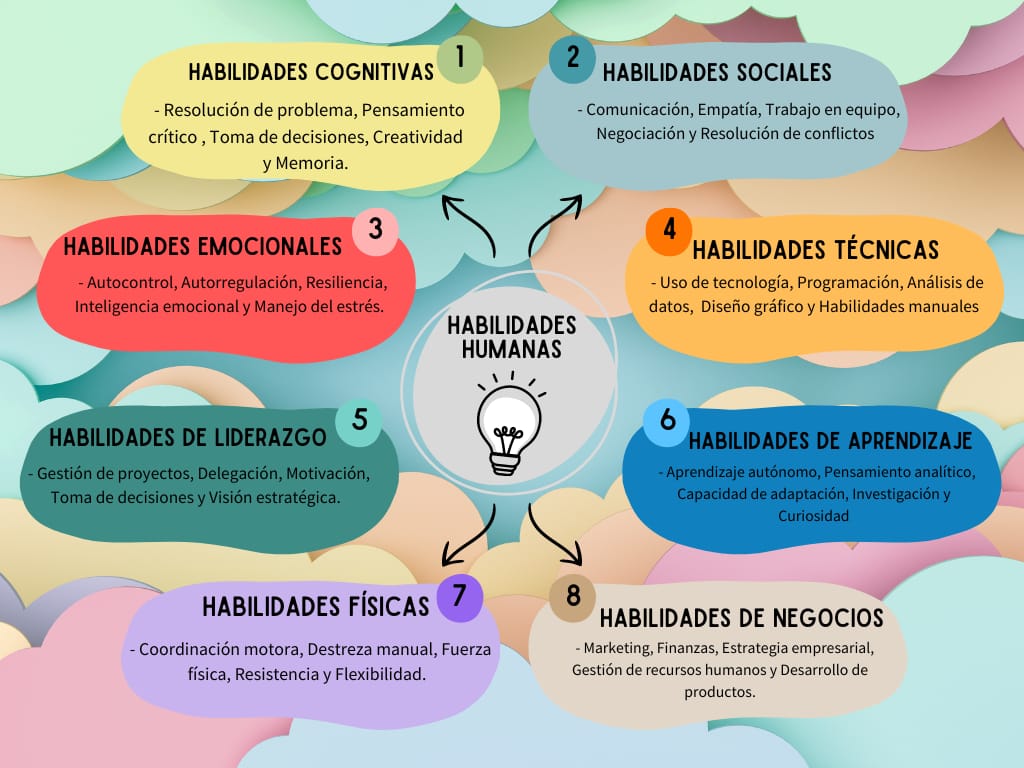 1
HABILIDADES COGNITIVAS
- Resolución de problema, Pensamiento
crítico , Toma de decisiones, Creatividad
y Memoria.
2
HABILIDADES SOCIALES
- Comunicación, Empatía, Trabajo en equipo,
Negociación y Resolución de conflictos
3
HABILIDADES EMOCIONALES
- Autocontrol, Autorregulación, Resiliencia,
Inteligencia emocional y Manejo del estrés.
4
HABILIDADES TÉCNICAS
- Uso de tecnología, Programación, Análisis de
datos, Diseño gráfico y Habilidades manuales
HABILIDADES
HUMANAS
5
HABILIDADES DE LIDERAZGO
- Gestión de proyectos, Delegación, Motivación,
Toma de decisiones y Visión estratégica.
6
HABILIDADES DE APRENDIZAJE
- Aprendizaje autónomo, Pensamiento analítico,
Capacidad de adaptación, Investigación y
Curiosidad
7
HABILIDADES FÍSICAS
- Coordinación motora, Destreza manual, Fuerza
física, Resistencia y Flexibilidad.
8
HABILIDADES DE NEGOCIOS
- Marketing, Finanzas, Estrategia empresarial,
Gestión de recursos humanos y Desarrollo de
productos.